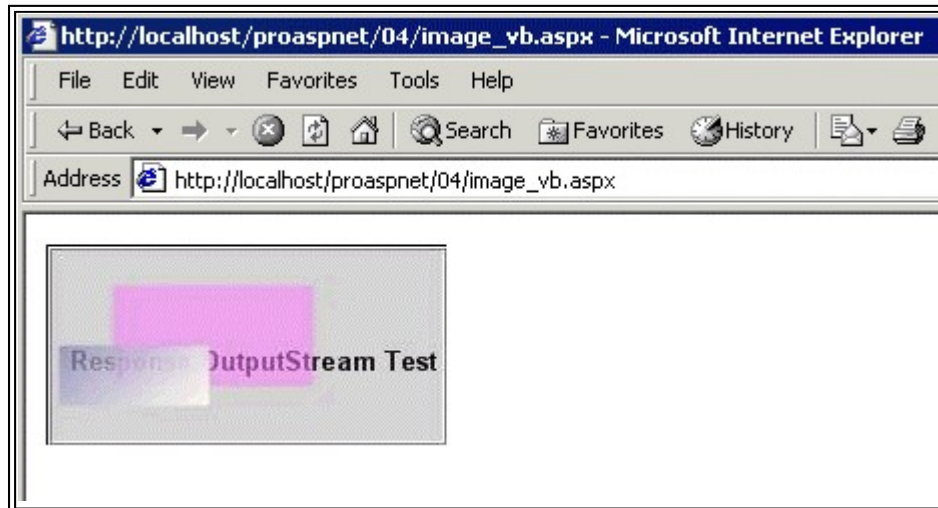 http://localhost/proaspnet/04/image_vb.aspx - Microsoft Internet Explorer
File Edit View Favorites Tools Help
Back Search Favorites History
Address http://localhost/proaspnet/04/image_vb.aspx
Response OutputStream Test